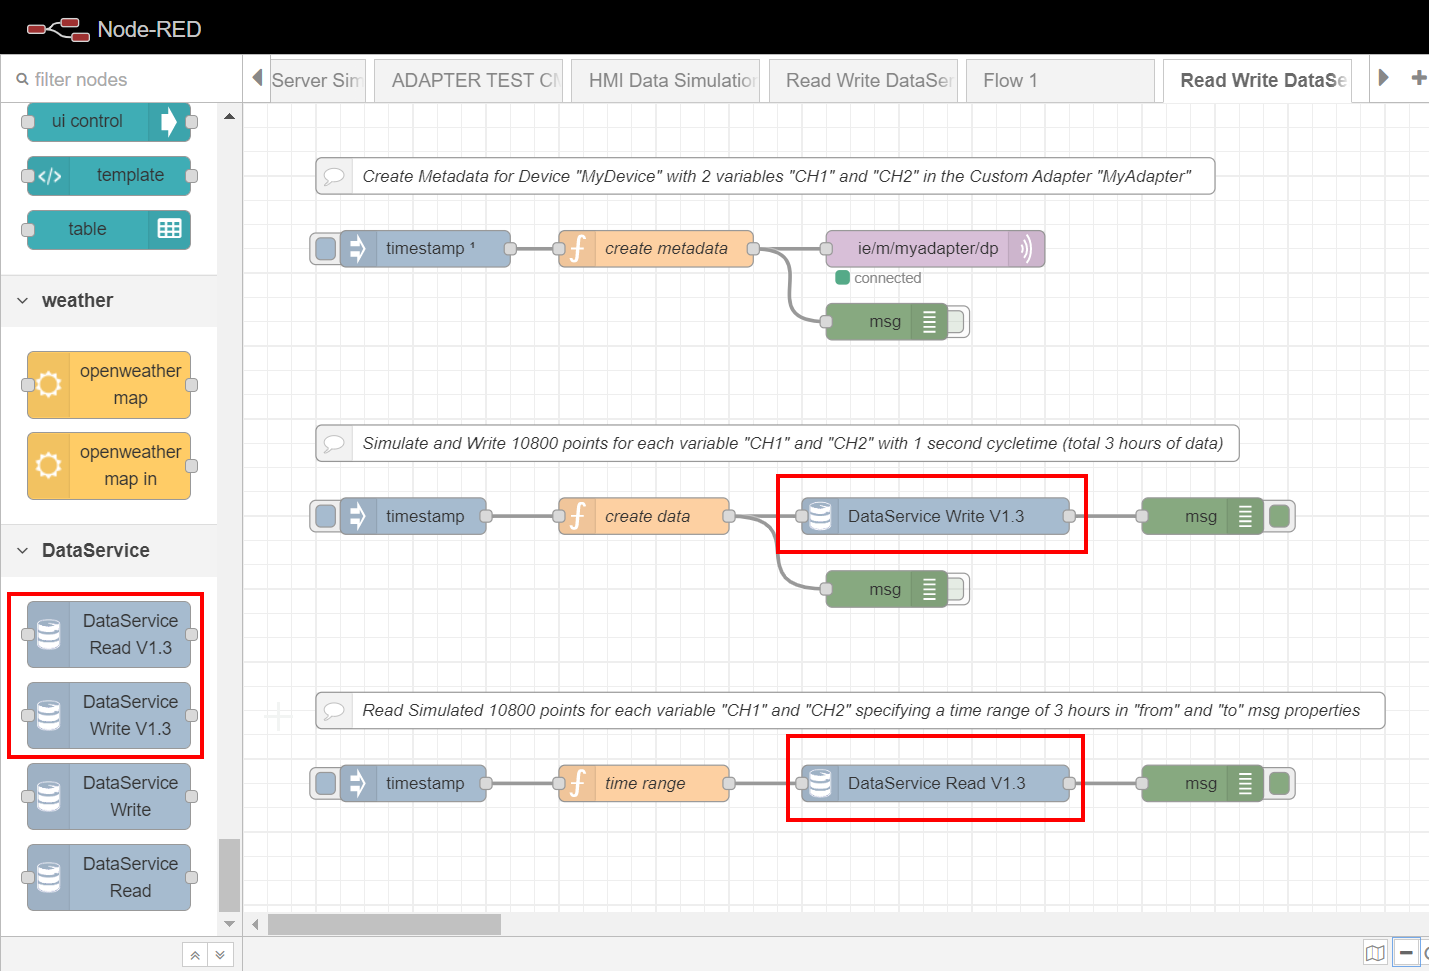 Node-RED
filter nodes
Server Sim
ADAPTER TEST CM
HMI Data Simulation
Read Write DataSer
Flow 1
Read Write DataSe
ui control
template
table
weather
openweather
map
openweather
map in
DataService
DataService
Read V1.3
DataService
Write V1.3
DataService
Write
DataService
Read
Create Metadata for Device "MyDevice" with 2 variables "CH1" and "CH2" in the Custom Adapter "MyAdapter"
timestamp ¹
create metadata
ie/m/myadapter/dp
connected
msg
Simulate and Write 10800 points for each variable "CH1" and "CH2" with 1 second cycletime (total 3 hours of data)
timestamp
create data
DataService Write V1.3
msg
msg
Read Simulated 10800 points for each variable "CH1" and "CH2" specifying a time range of 3 hours in "from" and "to" msg properties
timestamp
time range
DataService Read V1.3
msg